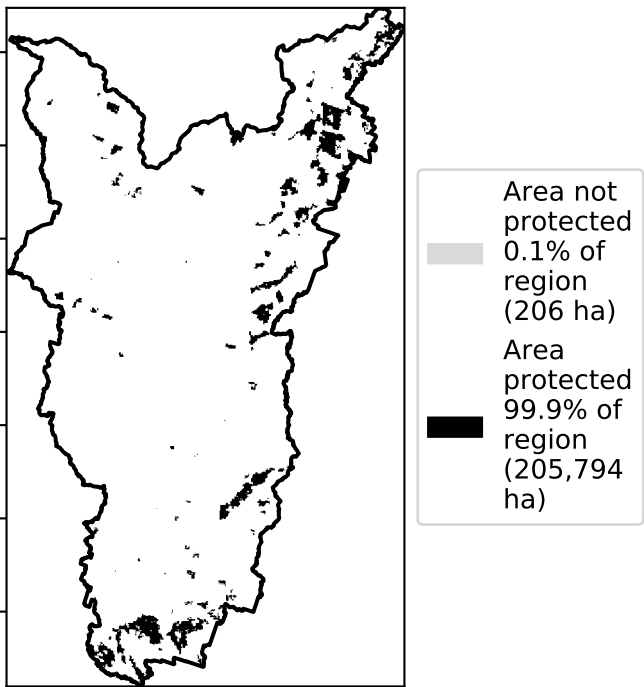 Area not
protected
0.1% of
region
(206 ha)
Area
protected
99.9% of
region
(205,794
ha)